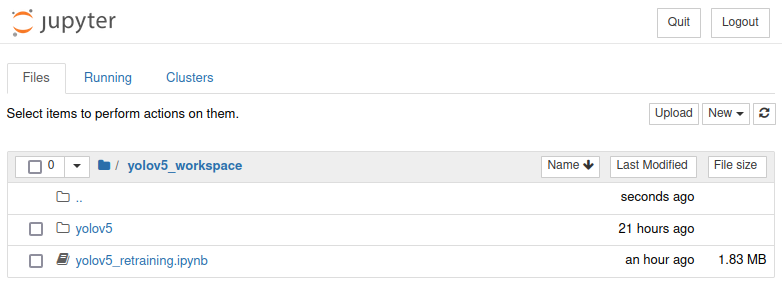 jupyter Quit Logout
Files Running Clusters
Select items to perform actions on them. Upload New
0 / yolov5_workspace Name Last Modified File size
.. seconds ago
yolov5 21 hours ago
yolov5_retraining.ipynb an hour ago 1.83 MB